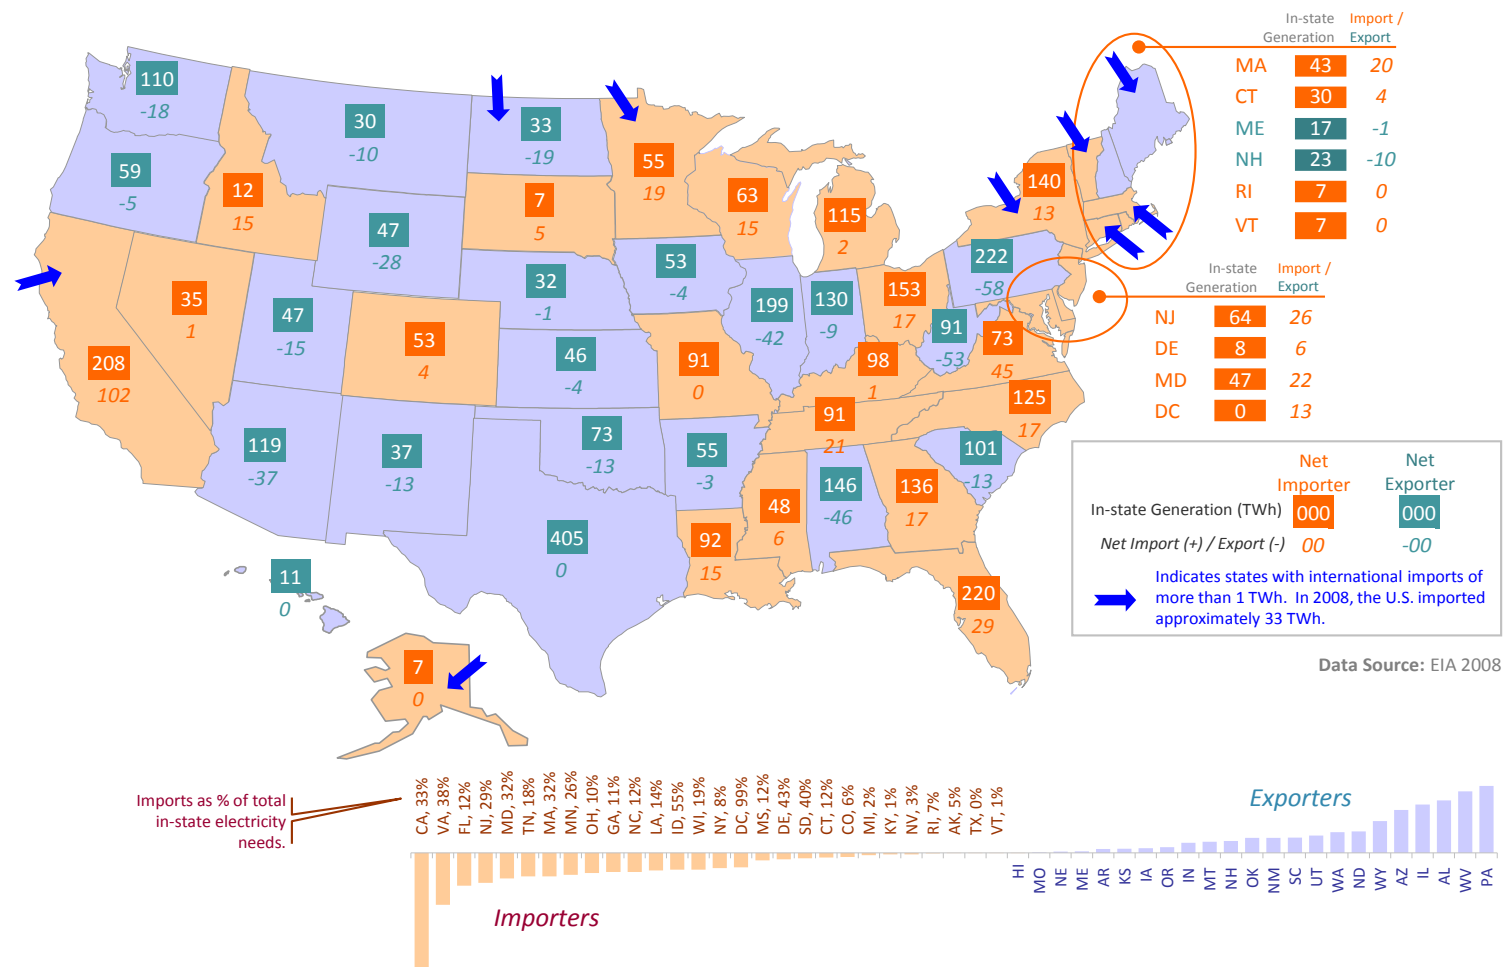 In-state Import /
Generation Export
MA 43 20
CT 30 4
ME 17 -1
NH 23 -10
RI 7 0
VT 7 0
In-state Import /
Generation Export
NJ 64 26
DE 8 6
MD 47 22
DC 0 13
110
-18
59
-5
12
15
30
-10
33
-19
55
19
7
5
63
15
115
2
140
13
47
-28
35
1
47
-15
208
102
53
4
32
-1
53
-4
199
-42
130
-9
153
17
222
-58
91
-53
73
45
46
-4
91
0
98
1
91
21
125
17
119
-37
37
-13
73
-13
55
-3
101
-13
48
6
146
-46
136
17
405
0
92
15
220
29
11
0
7
0
Net Importer
Net Exporter
In-state Generation (TWh) 000 000
Net Import (+) / Export (-) 00 -00
Indicates states with international imports of
more than 1 TWh. In 2008, the U.S. imported
approximately 33 TWh.
Data Source: EIA 2008
Imports as % of total
in-state electricity
needs.
CA, 33%
VA, 38%
FL, 12%
NJ, 29%
MD, 32%
TN, 18%
MA, 32%
MN, 26%
OH, 10%
GA, 11%
NC, 12%
LA, 14%
ID, 55%
WI, 19%
NY, 8%
DC, 99%
MS, 12%
DE, 43%
SD, 40%
CT, 12%
CO, 6%
MI, 2%
KY, 1%
NV, 3%
RI, 7%
AK, 5%
TX, 0%
VT, 1%
Importers
Exporters
HI
MO
NE
ME
AR
KS
IA
OR
IN
MT
NH
OK
NM
SC
UT
WA
ND
WY
AZ
IL
AL
WV
PA